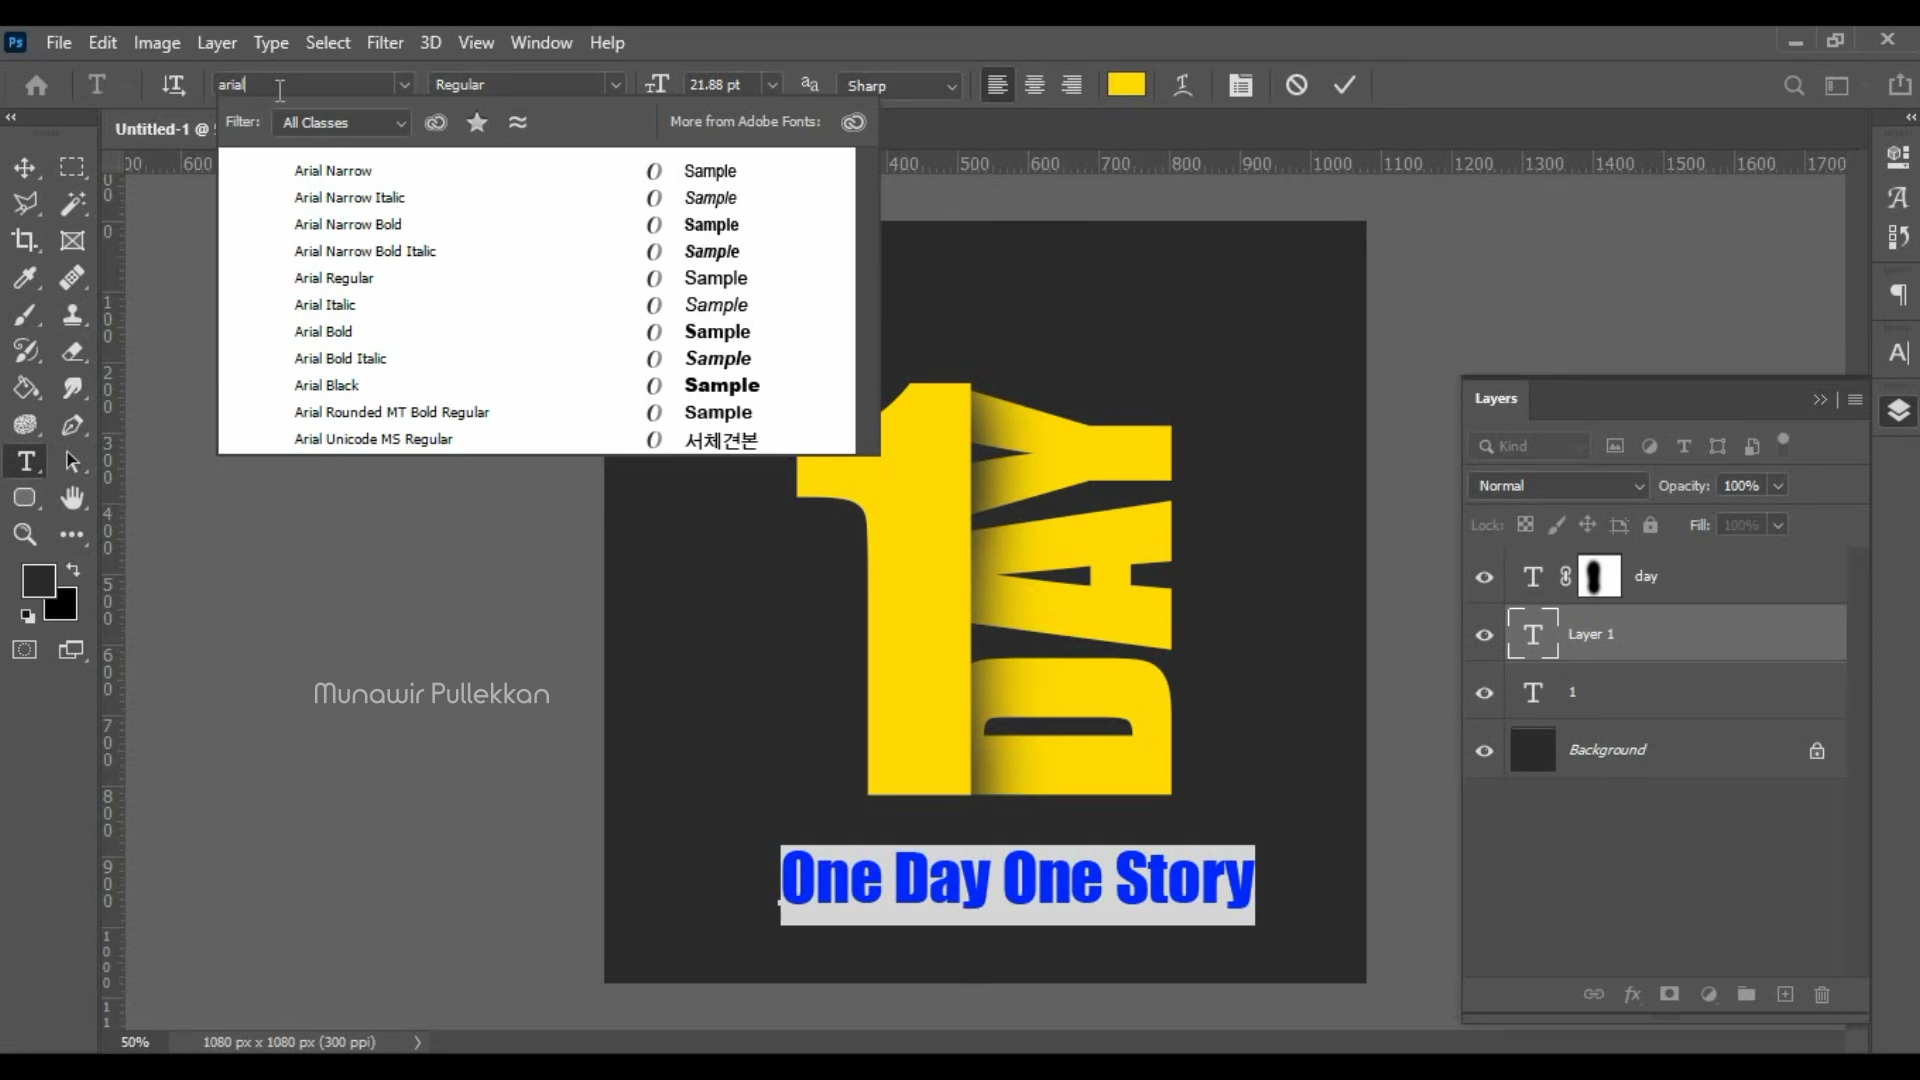 Ps File Edit Image Layer Type Select Filter 3D View Window Help
T arial Regular 21.88 pt aa Sharp
Filter: All Classes More from Adobe Fonts:
Untitled-1 @
00 600 400 500 600 700 800 900 1000 1100 1200 1300 1400 1500 1600 1700
Arial Narrow Sample
Arial Narrow Italic Sample
Arial Narrow Bold Sample
Arial Narrow Bold Italic Sample
Arial Regular Sample
Arial Italic Sample
Arial Bold Sample
Arial Bold Italic Sample
Arial Black Sample
Arial Rounded MT Bold Regular Sample
Arial Unicode MS Regular 서체견본
1 DAY
One Day One Story
Munawir Pullekkan
Layers
Kind
Normal Opacity: 100%
Lock: Fill: 100%
T day
T Layer 1
T 1
Background
50% 1080 px x 1080 px (300 ppi)